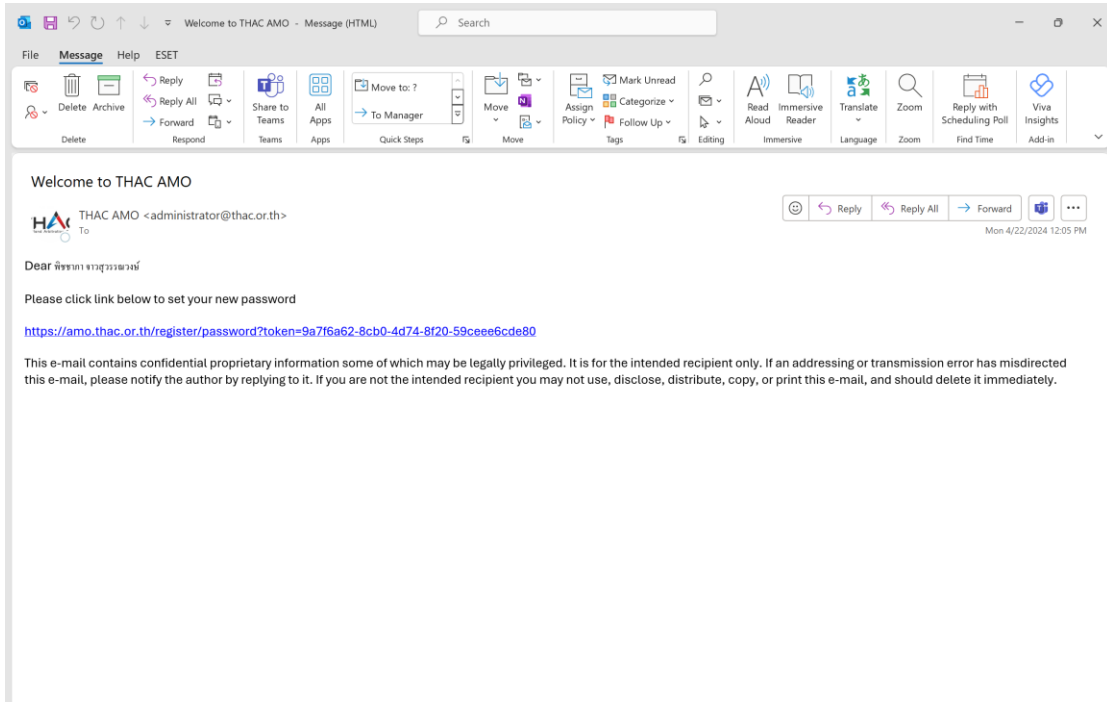 Welcome to THAC AMO - Message (HTML)
Search
File Message Help ESET
Delete Archive
Reply
Reply All
Forward
Share to Teams
All Apps
Move to: ?
To Manager
Move
Assign Policy
Mark Unread
Categorize
Follow Up
Read Aloud
Immersive Reader
Translate
Zoom
Reply with Scheduling Poll
Viva Insights
Delete Respond Teams Apps Quick Steps Move Tags Editing Immersive Language Zoom Find Time Add-in
Welcome to THAC AMO
THAC AMO <administrator@thac.or.th>
To
Reply Reply All Forward
Mon 4/22/2024 12:05 PM
Dear พิชชาภา จาวสุวรรณวงษ์
Please click link below to set your new password
https://amo.thac.or.th/register/password?token=9a7f6a62-8cb0-4d74-8f20-59ceee6cde80
This e-mail contains confidential proprietary information some of which may be legally privileged. It is for the intended recipient only. If an addressing or transmission error has misdirected
this e-mail, please notify the author by replying to it. If you are not the intended recipient you may not use, disclose, distribute, copy, or print this e-mail, and should delete it immediately.